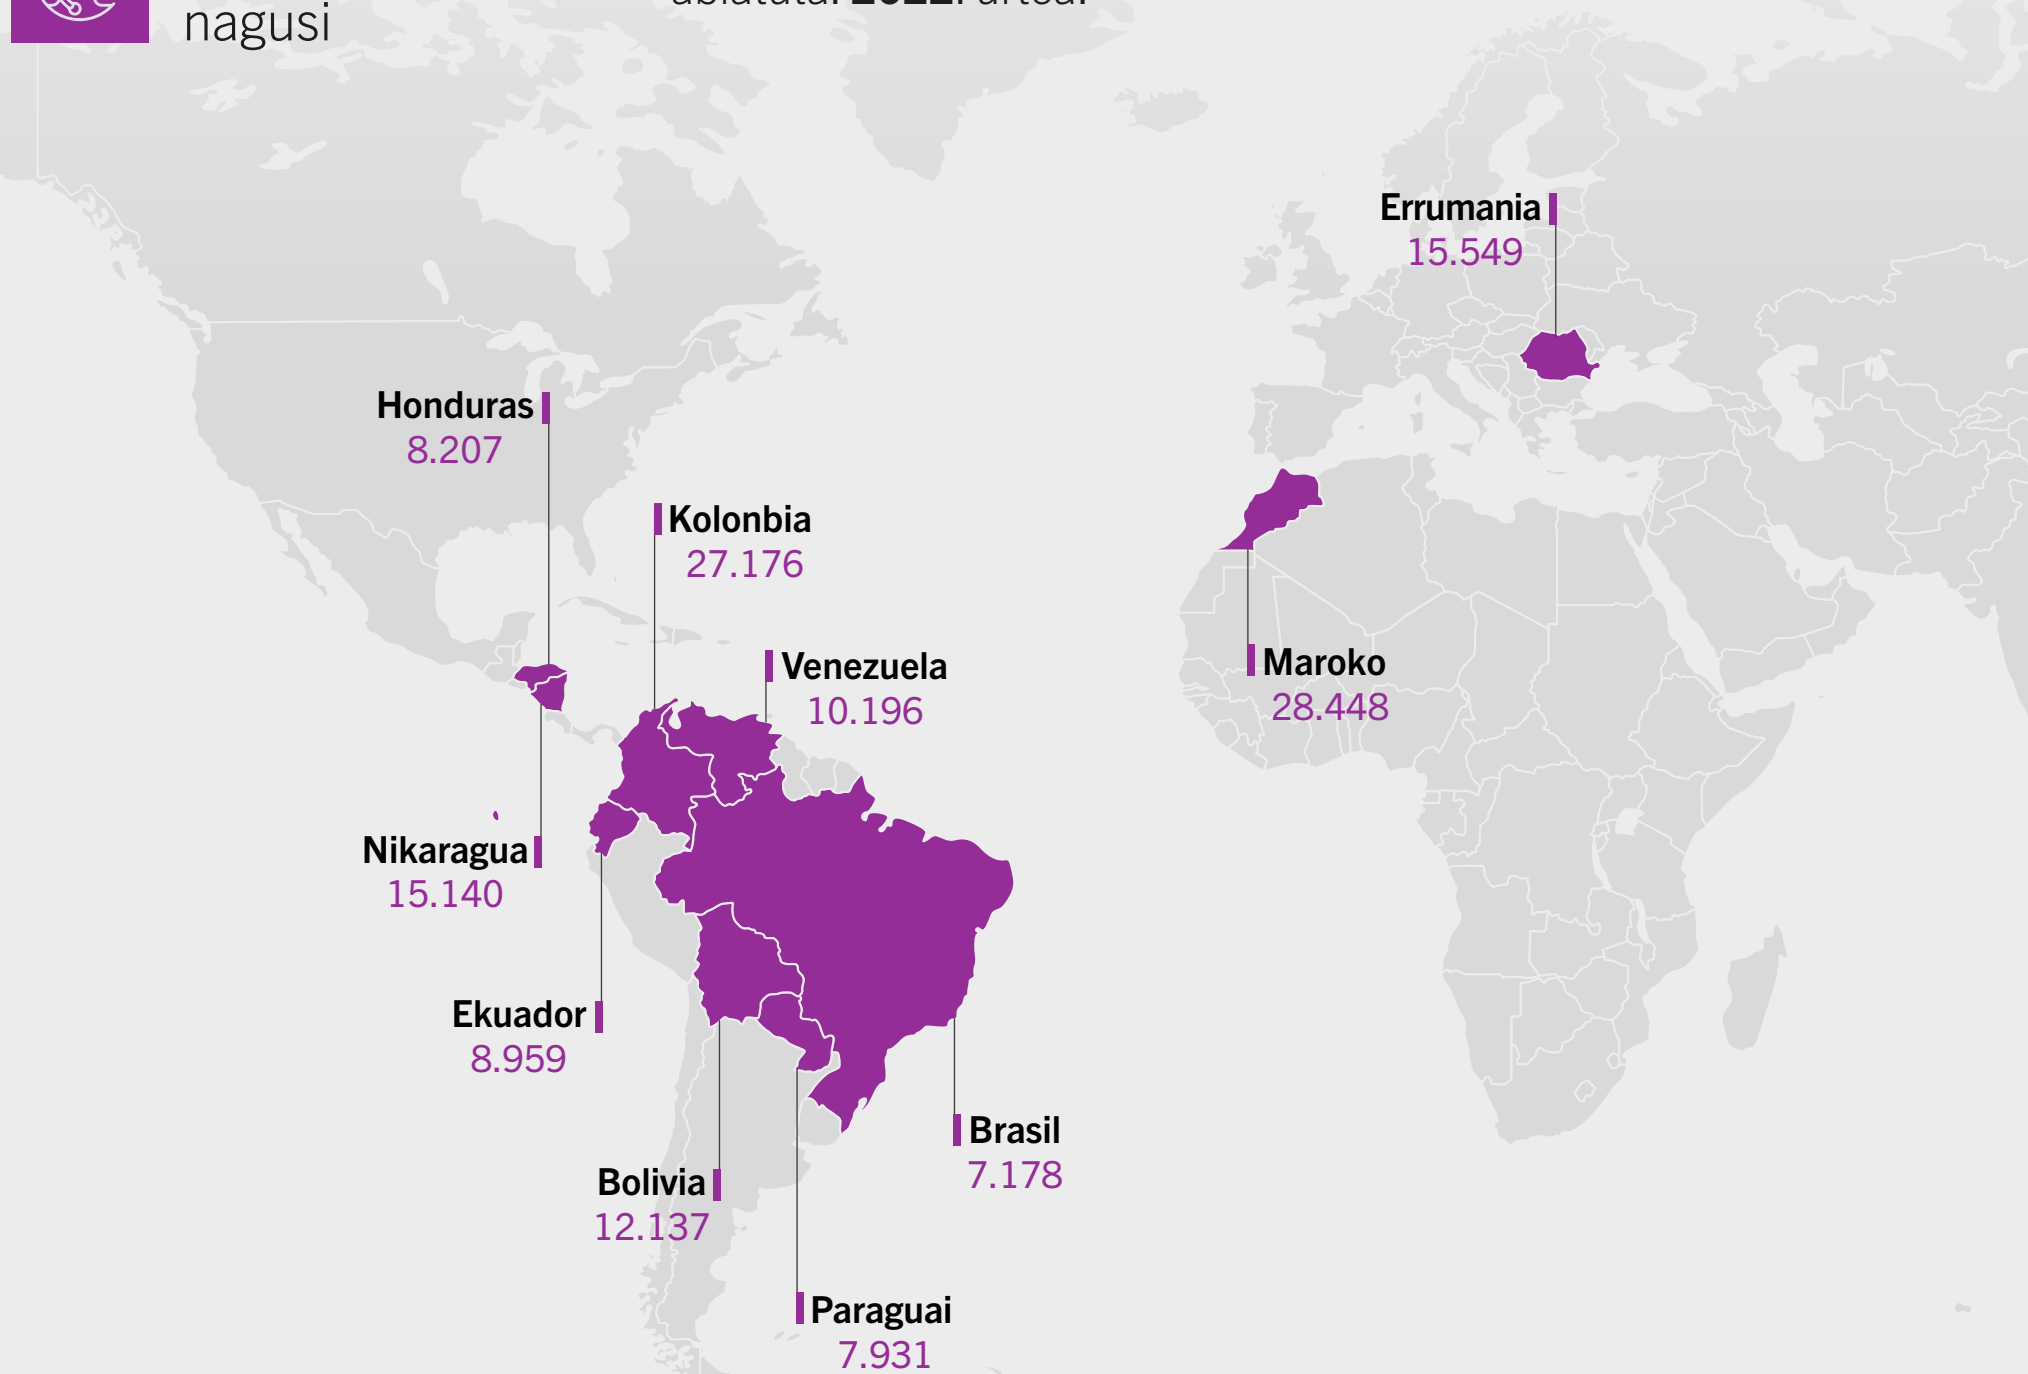 nagusi
Errumania
15.549
Honduras
8.207
Kolonbia
27.176
Venezuela
10.196
Maroko
28.448
Nikaragua
15.140
Ekuador
8.959
Brasil
7.178
Bolivia
12.137
Paraguai
7.931